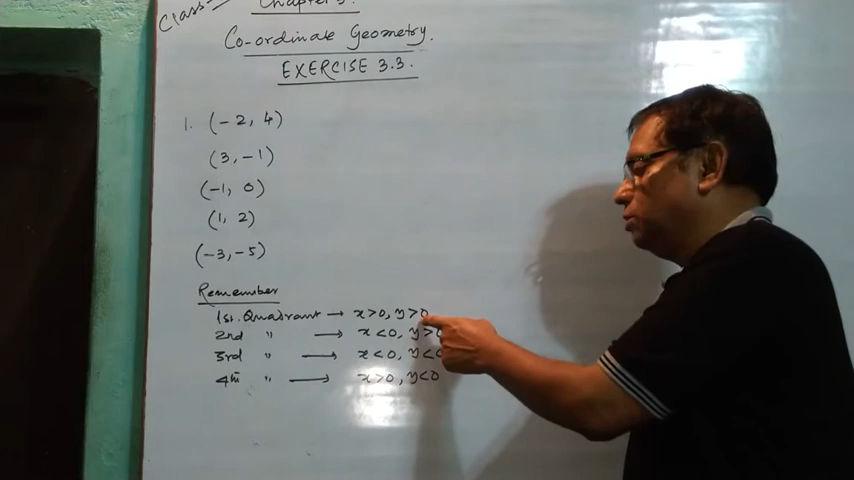 Class-
Chapter 3.
Co-ordinate Geometry.
EXERCISE 3.3.
1. (-2, 4)
(3, -1)
(-1, 0)
(1, 2)
(-3, -5)
Remember
1st. Quadrant → x>0, y>0
2nd " → x<0, y>0
3rd " → x<0, y<0
4th " → x>0, y<0